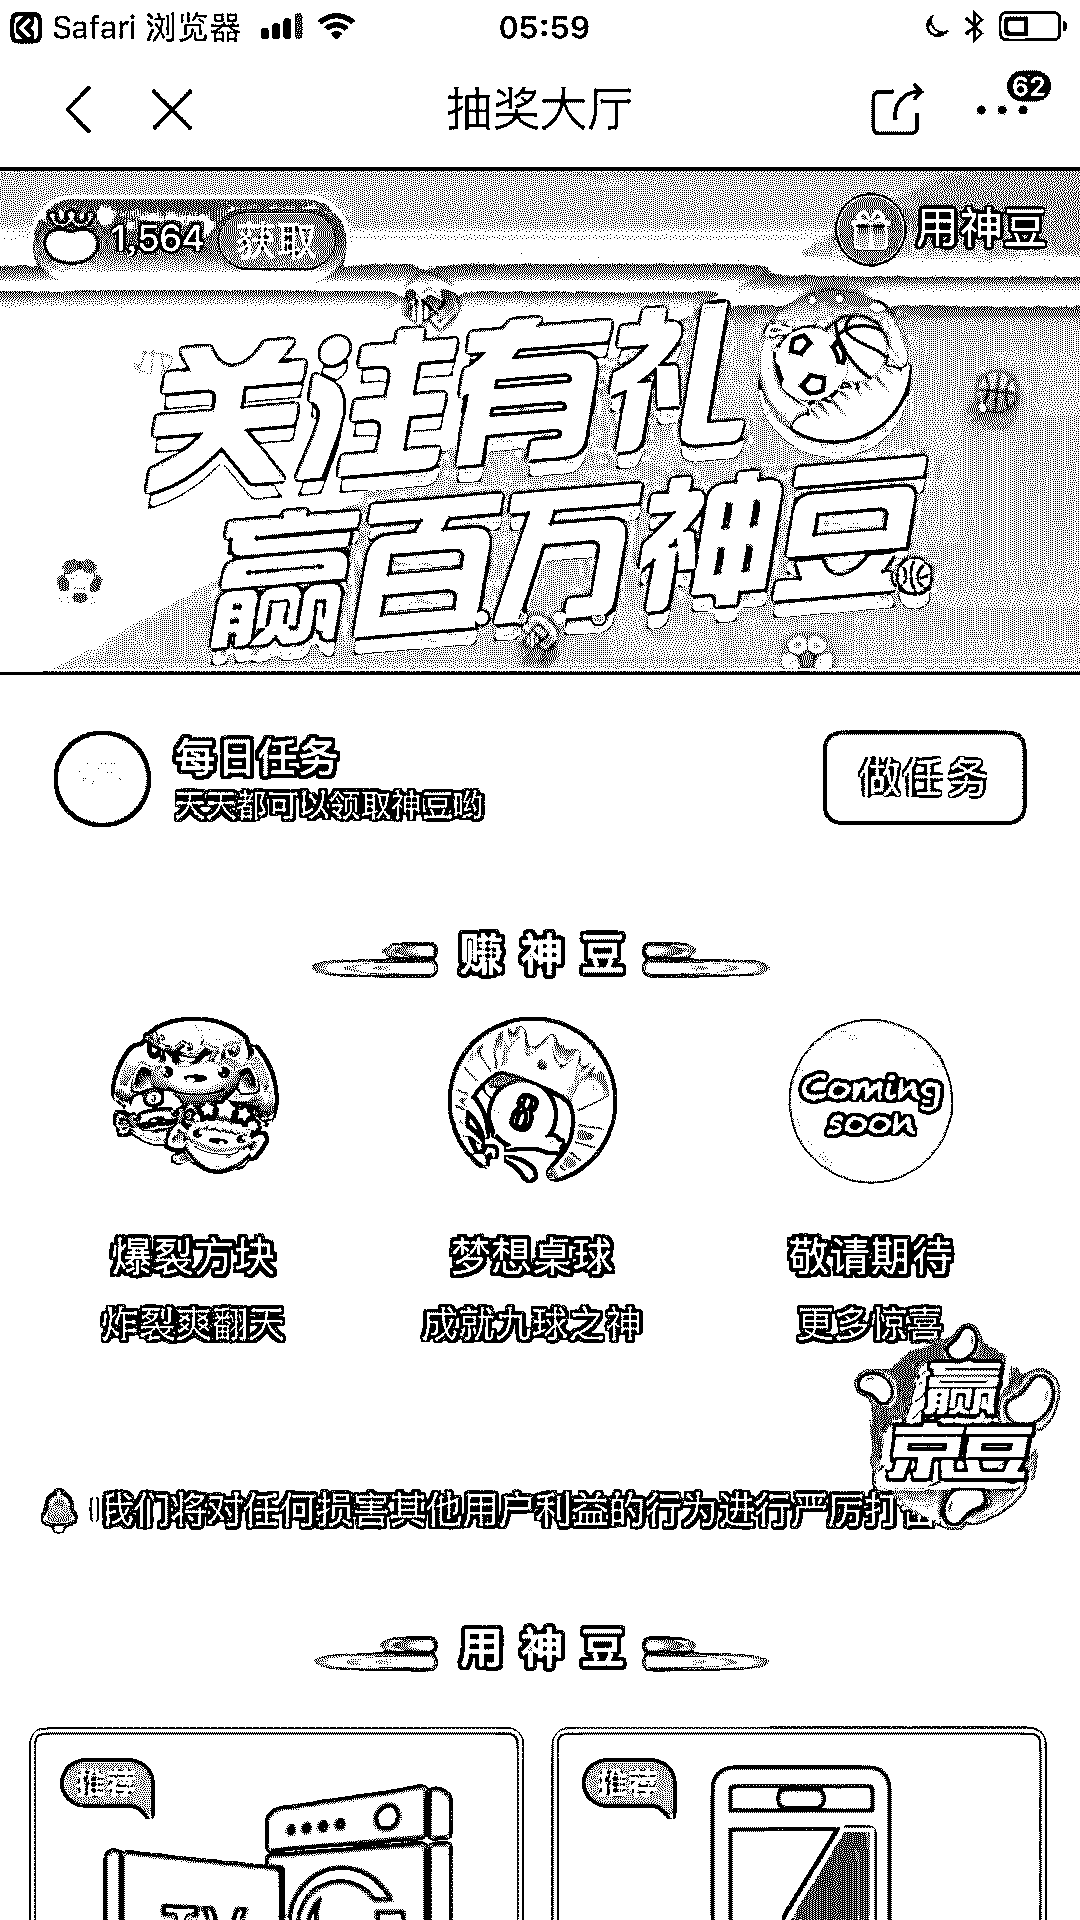 Safari 浏览器
05:59
抽奖大厅
62
1,564 获取
用神豆
关注有礼
赢百万神豆
每日任务
天天都可以领取神豆哟
做任务
赚神豆
8
Coming
soon
爆裂方块
梦想桌球
敬请期待
炸裂爽翻天
成就九球之神
更多惊喜
赢
京豆
我们将对任何损害其他用户利益的行为进行严厉打
用神豆
推荐
推荐
TV